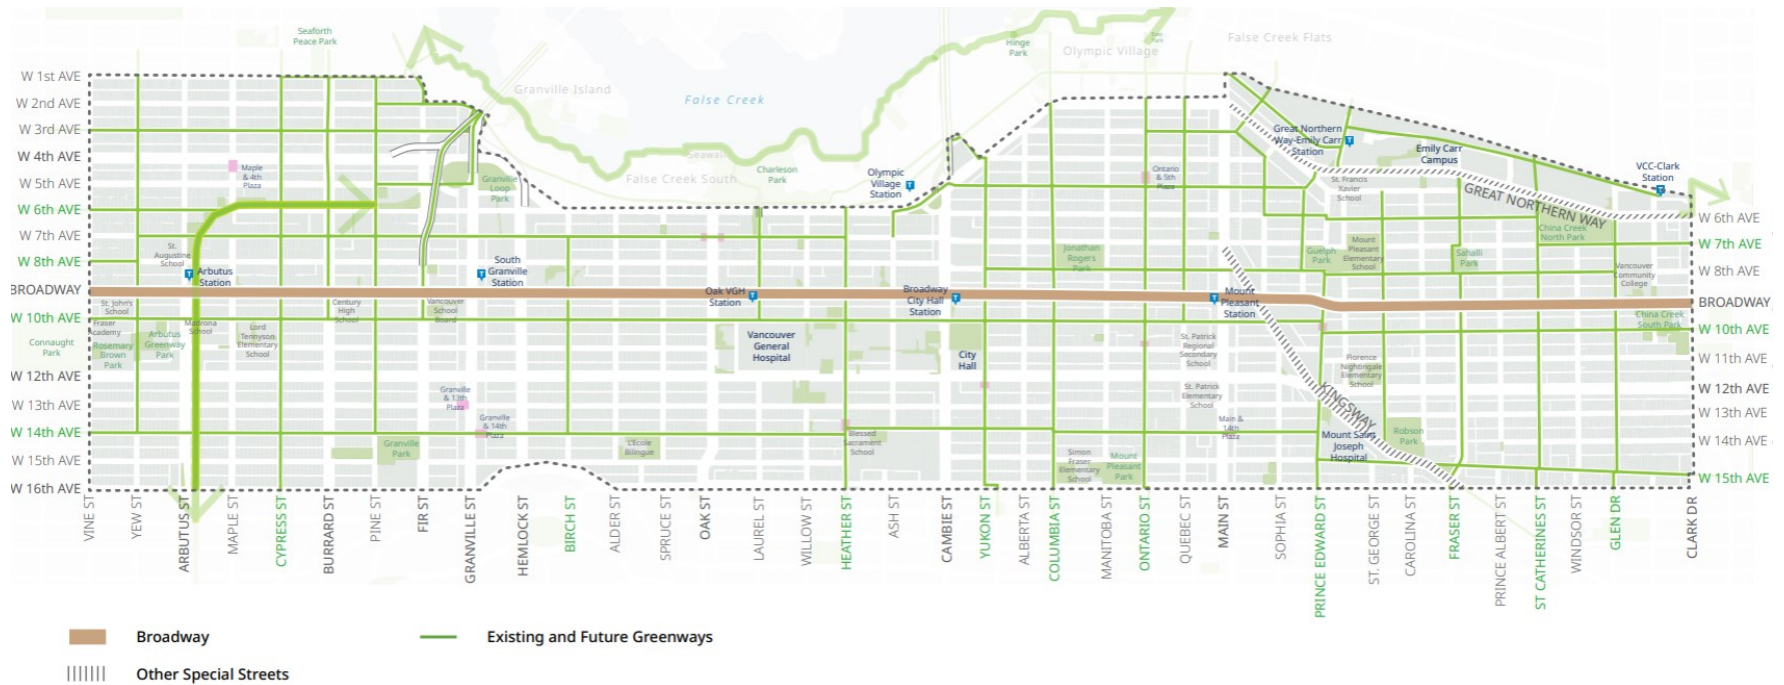 Seaforth
Peace Park
Hinge
Park
Olympic Village
False Creek Flats
W 1st AVE
W 2nd AVE
W 3rd AVE
W 4th AVE
W 5th AVE
W 6th AVE
W 7th AVE
W 8th AVE
BROADWAY
W 10th AVE
W 12th AVE
W 13th AVE
W 14th AVE
W 15th AVE
W 16th AVE
Connaught
Park
Granville Island
False Creek
Seawall
False Creek South
Charleson
Park
Maple
& 4th
Plaza
Granville
Loop
Park
Olympic
Village
Station
Ontario
& 5th
Plaza
Great Northern
Way-Emily Carr
Station
Emily Carr
Campus
VCC-Clark
Station
St. Francis
Xavier
School
GREAT NORTHERN WAY
St.
Augustine
School
Arbutus
Station
South
Granville
Station
Oak VGH
Station
Broadway
City Hall
Station
Jonathan
Rogers
Park
Mount
Pleasant
Station
Guelph
Park
Mount
Pleasant
Elementary
School
Sahalli
Park
China Creek
North Park
Vancouver
Community
College
W 6th AVE
W 7th AVE
W 8th AVE
BROADWAY
W 10th AVE
W 11th AVE
W 12th AVE
W 13th AVE
W 14th AVE
W 15th AVE
St. John's
School
Fraser
Academy
Rosemary
Brown
Park
Arbutus
Greenway
Park
Madrona
School
Lord
Tennyson
Elementary
School
Century
High
School
Vancouver
School
Board
Vancouver
General
Hospital
City
Hall
St. Patrick
Regional
Secondary
School
St. Patrick
Elementary
School
Florence
Nightingale
Elementary
School
China Creek
South Park
Granville
& 13th
Plaza
Granville
& 14th
Plaza
Granville
Park
L'Ecole
Bilingue
Blessed
Sacrament
School
Simon
Fraser
Elementary
School
Mount
Pleasant
Park
Main &
14th
Plaza
KINGSWAY
Mount Saint
Joseph
Hospital
Robson
Park
VINE ST
YEW ST
ARBUTUS ST
MAPLE ST
CYPRESS ST
BURRARD ST
PINE ST
FIR ST
GRANVILLE ST
HEMLOCK ST
BIRCH ST
ALDER ST
SPRUCE ST
OAK ST
LAUREL ST
WILLOW ST
HEATHER ST
ASH ST
CAMBIE ST
YUKON ST
ALBERTA ST
COLUMBIA ST
MANITOBA ST
ONTARIO ST
QUEBEC ST
MAIN ST
SOPHIA ST
PRINCE EDWARD ST
ST. GEORGE ST
CAROLINA ST
FRASER ST
PRINCE ALBERT ST
ST CATHERINES ST
WINDSOR ST
GLEN DR
CLARK DR
Broadway
Existing and Future Greenways
Other Special Streets